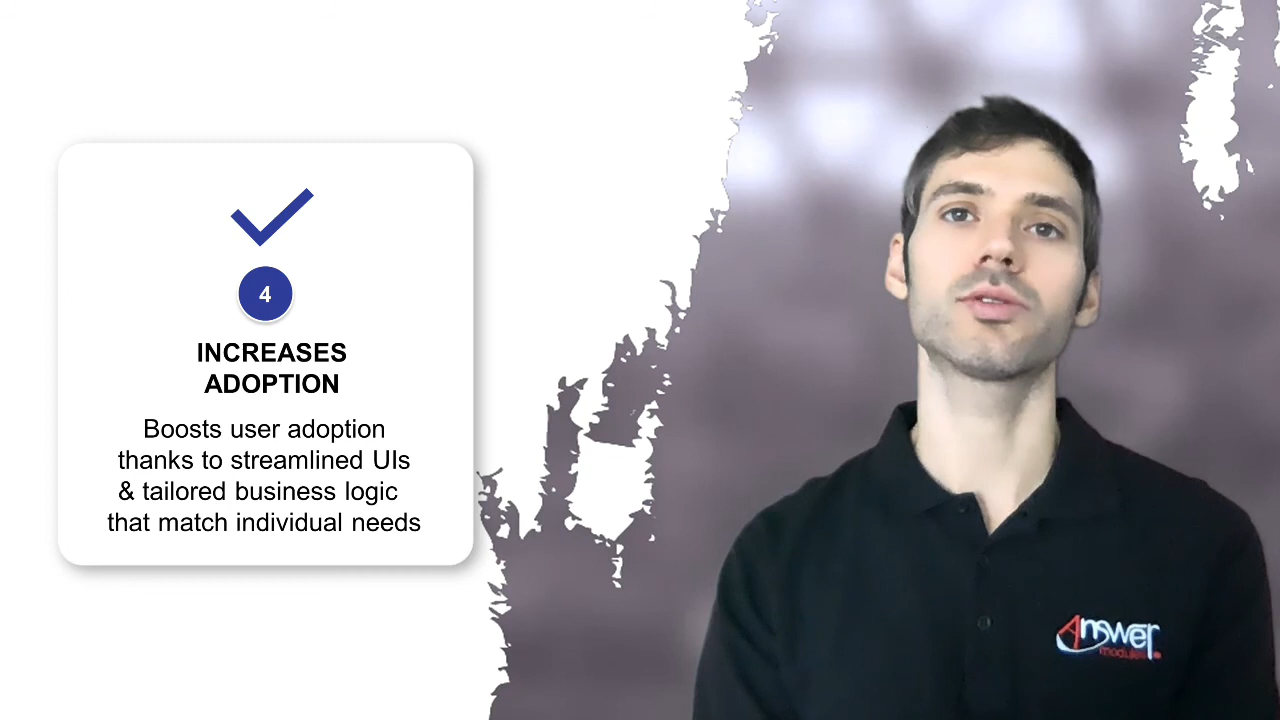 4
INCREASES
ADOPTION
Boosts user adoption
thanks to streamlined UIs
& tailored business logic
that match individual needs
Answer
modules